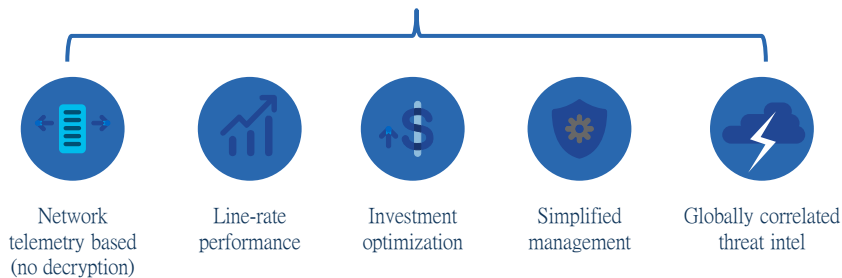 Network
telemetry based
(no decryption)
Line-rate
performance
Investment
optimization
Simplified
management
Globally correlated
threat intel